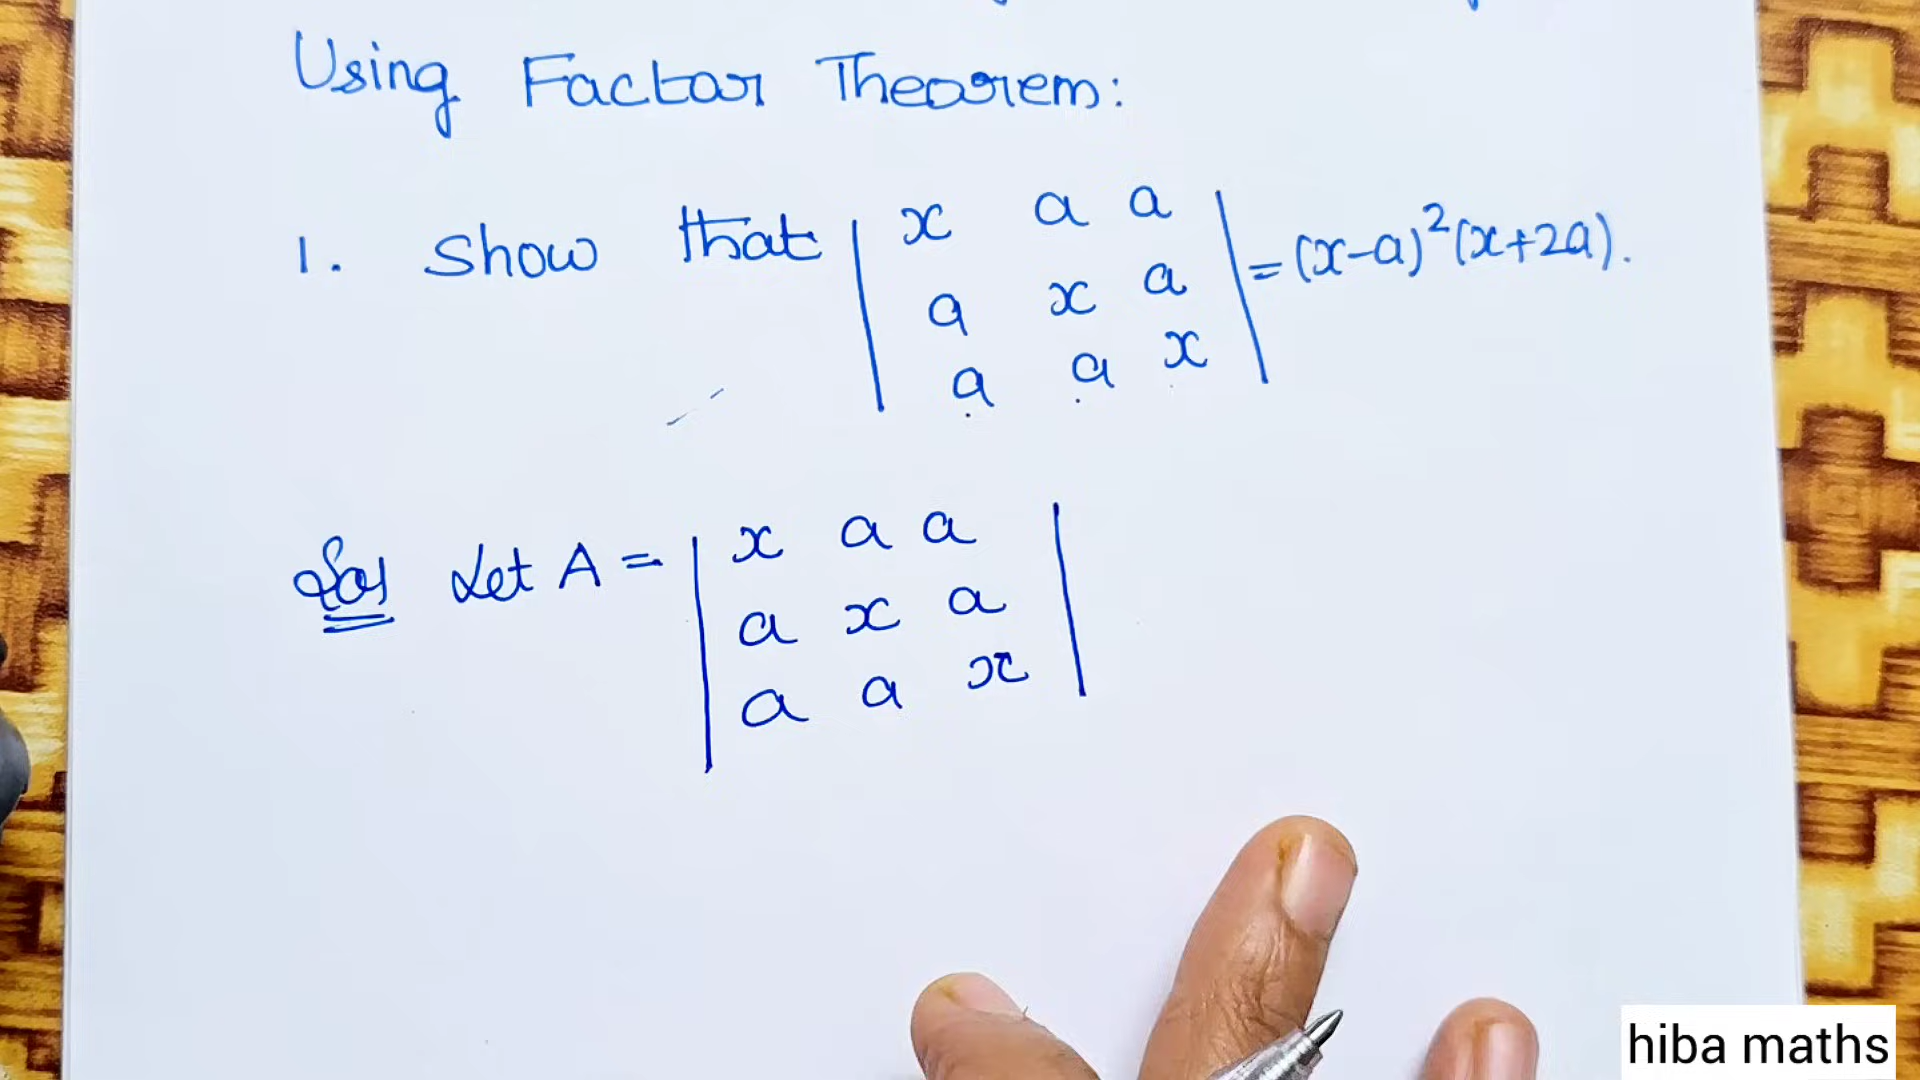 Using Factor Theorem:
1. Show that | x a a | = (x-a)²(x+2a).
| a x a |
| a a x |
Sol Let A = | x a a |
| a x a |
| a a x |
hiba maths